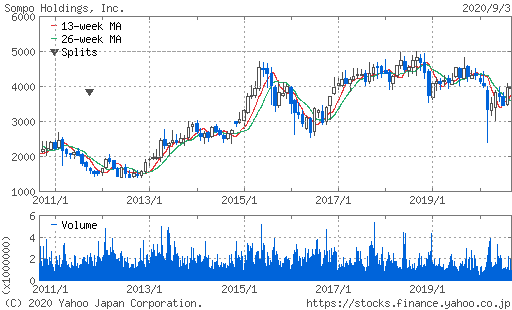 Sompo Holdings, Inc. 2020/9/3
6000
13-week MA
26-week MA
Splits
5000
4000
3000
2000
1000
2011/1 2013/1 2015/1 2017/1 2019/1
6
Volume
4
2
0
(x1000000)
2011/1 2013/1 2015/1 2017/1 2019/1
(C) 2020 Yahoo Japan Corporation. https://stocks.finance.yahoo.co.jp